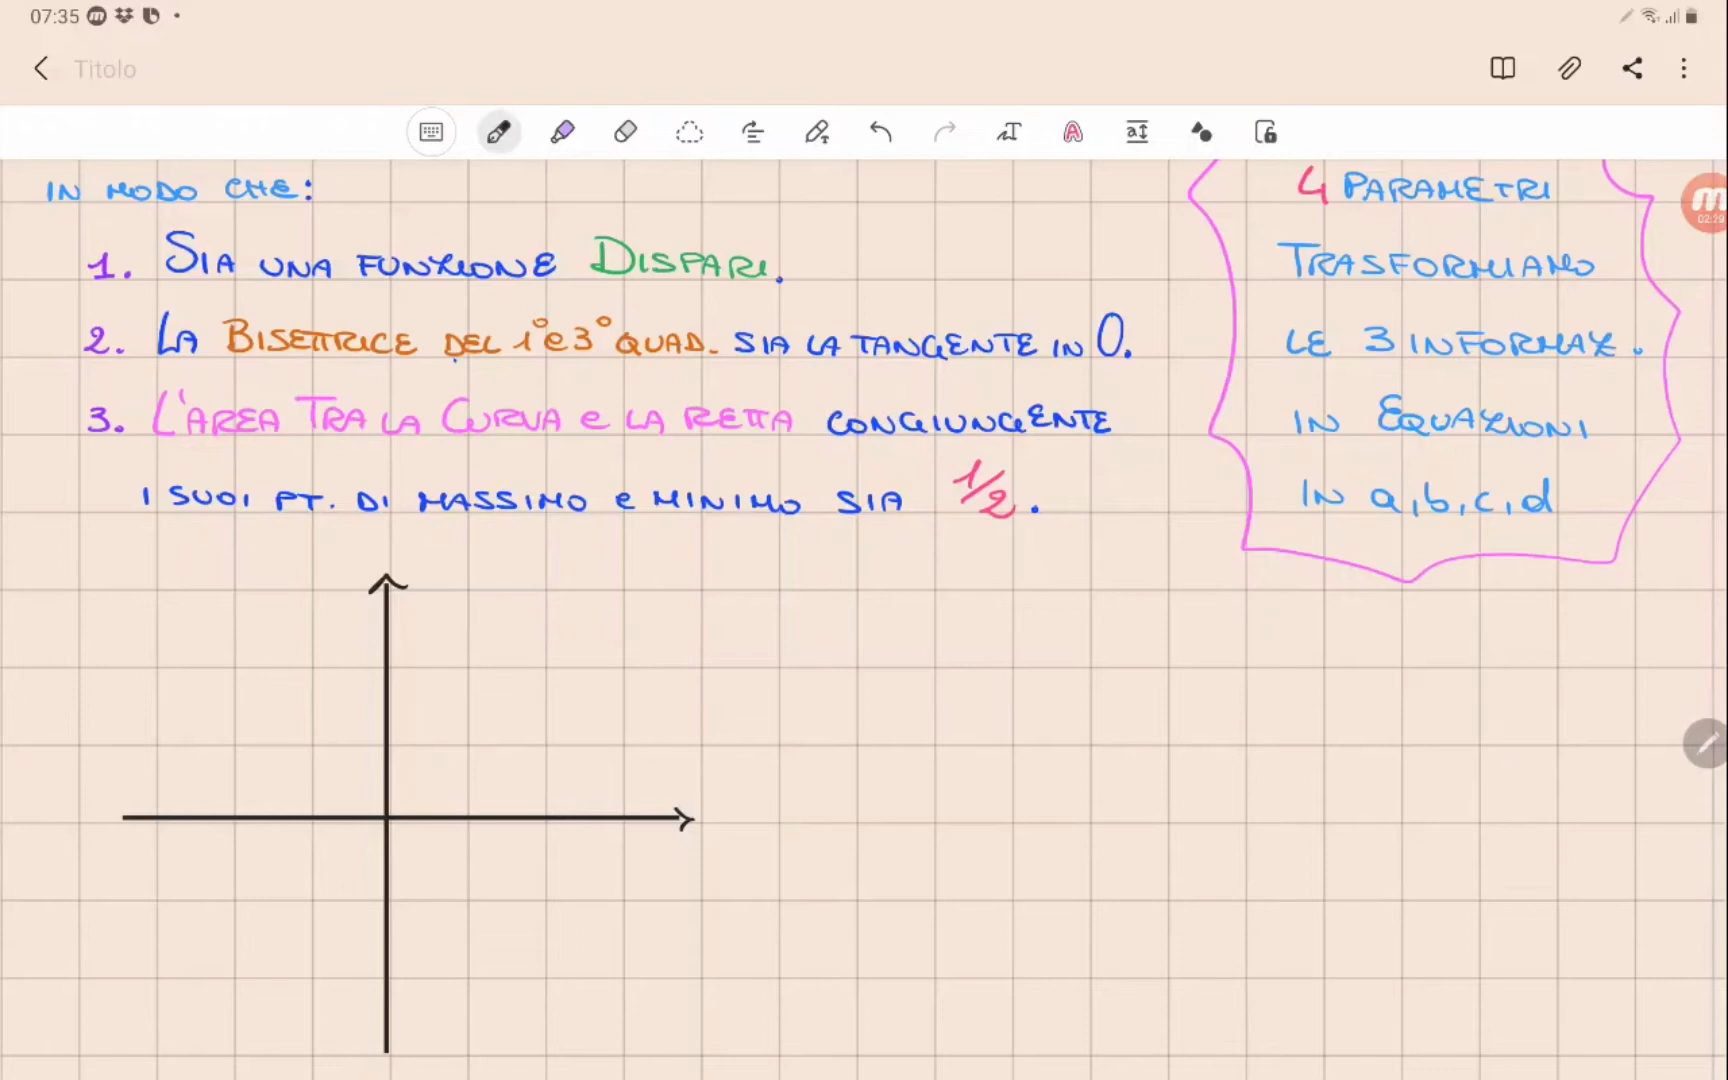 07:35
Titolo
IN MODO CHE:
1. SIA UNA FUNZIONE DISPARI.
2. LA BISETTRICE DEL 1° e 3° QUAD. SIA LA TANGENTE IN O.
3. L'AREA TRA LA CURVA e LA RETTA CONGIUNGENTE
I SUOI PT. DI MASSIMO e MINIMO SIA 1/2.
4 PARAMETRI
TRASFORMIAMO
LE 3 INFORMAZ.
IN EQUAZIONI
IN a,b,c,d
02:29